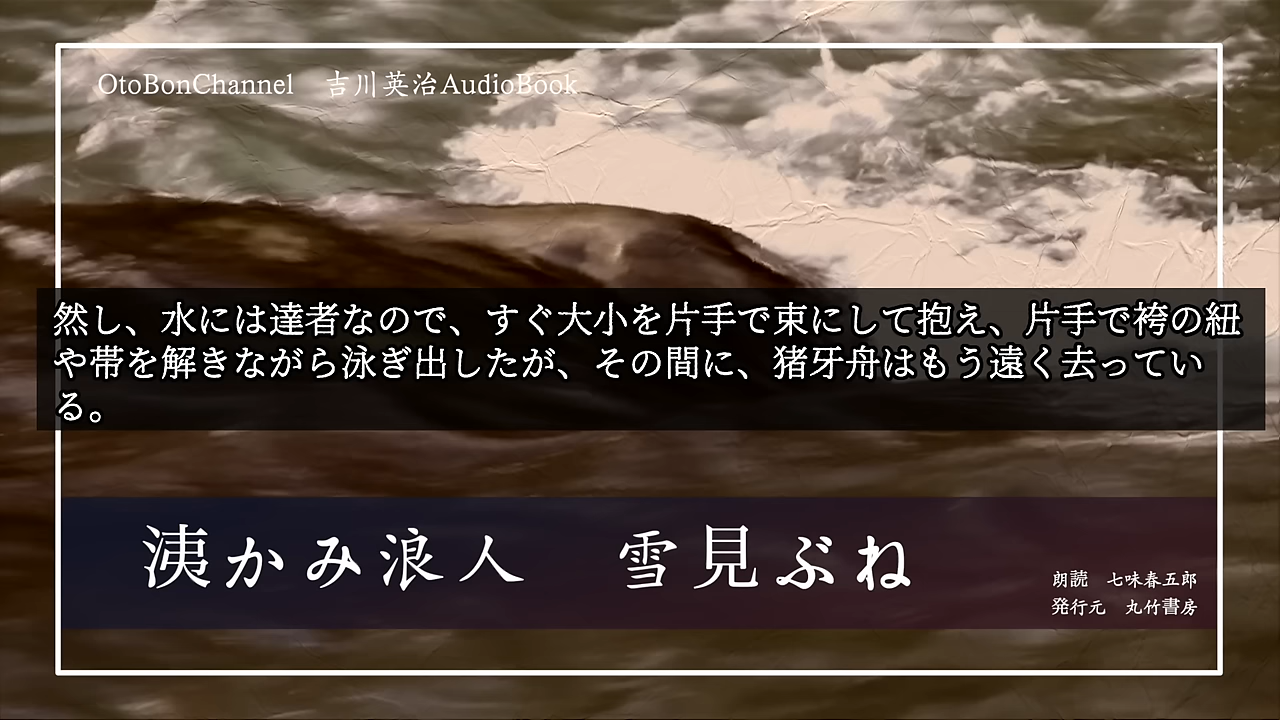 OtoBonChannel　吉川英治AudioBook
然し、水には達者なので、すぐ大小を片手で束にして抱え、片手で袴の紐
や帯を解きながら泳ぎ出したが、その間に、猪牙舟はもう遠く去ってい
る。
洟かみ浪人　雪見ぶね
朗読　七味春五郎
発行元　丸竹書房